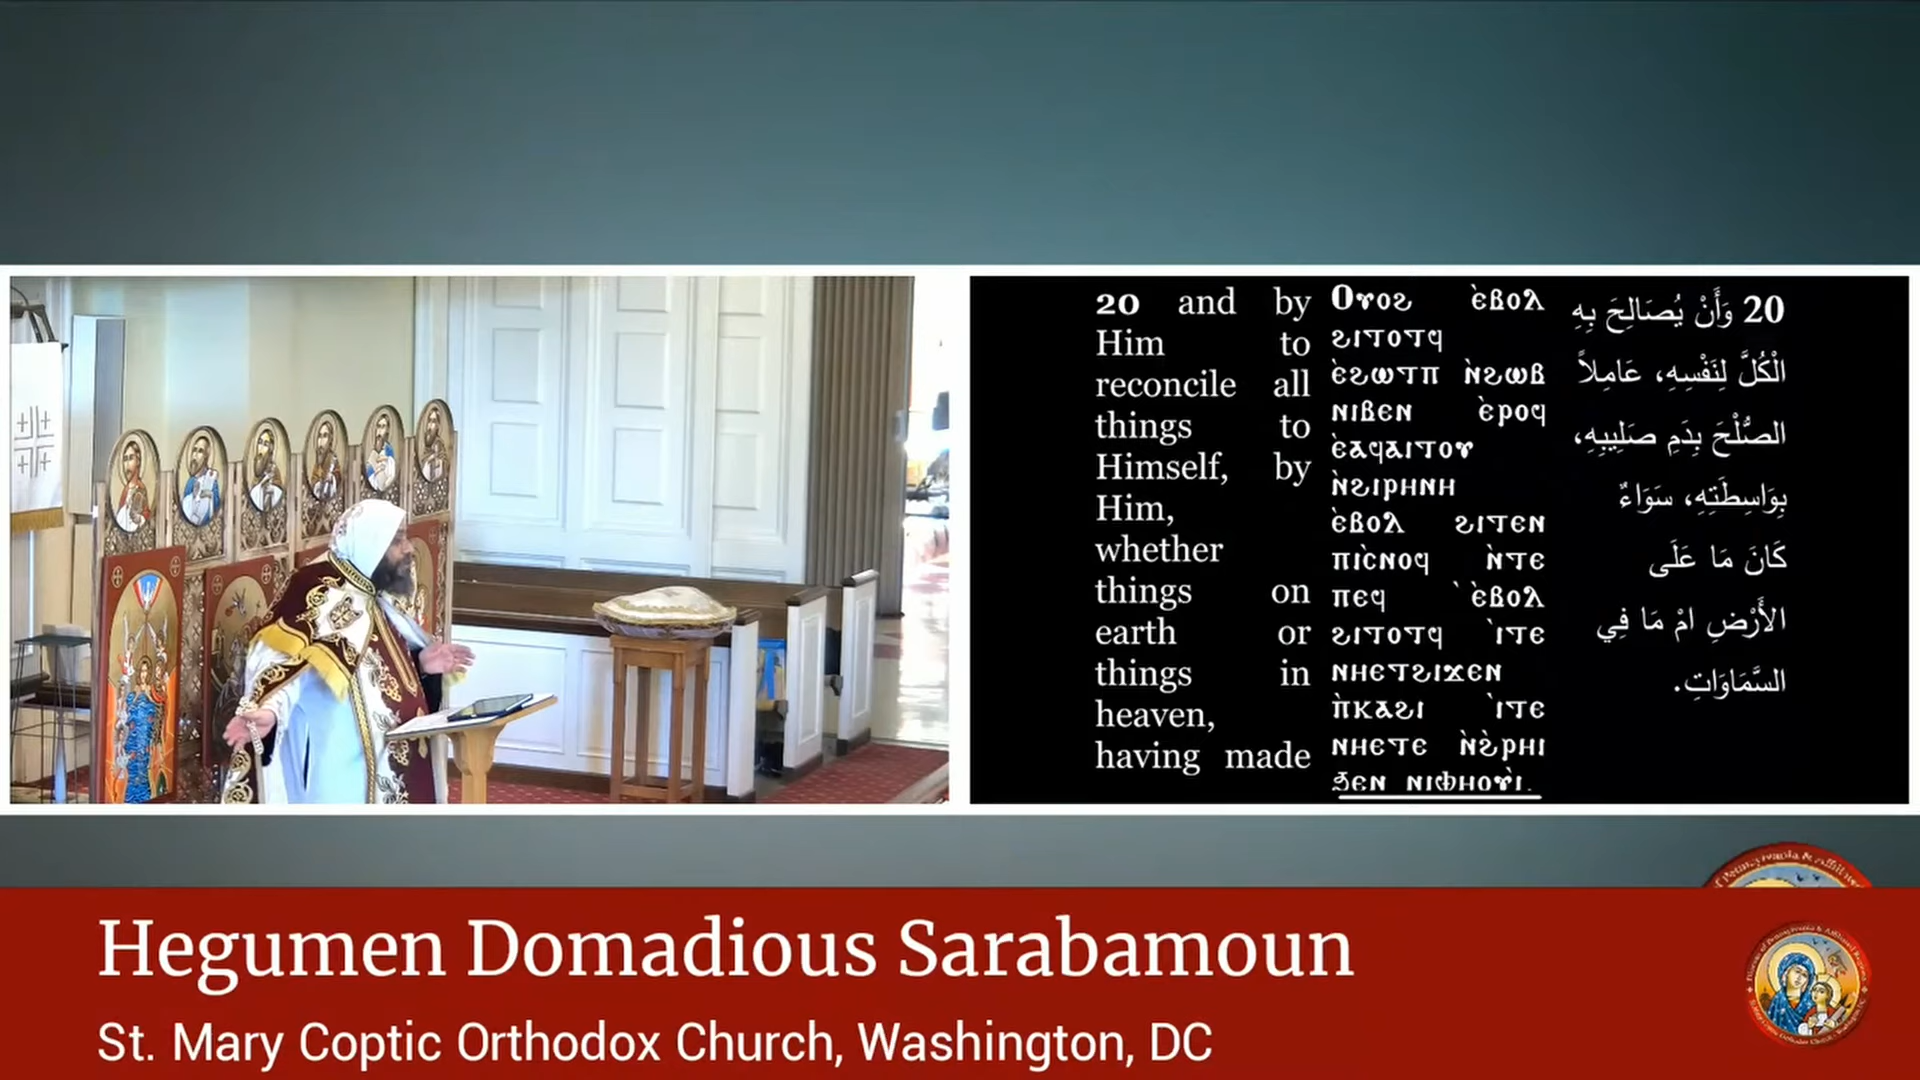 20 and by
Him to
reconcile all
things to
Himself, by
Him,
whether
things on
earth or
things in
heaven,
having made
Ⲟⲩⲟϩ ⲉ̀ⲃⲟⲗ
ϩⲓⲧⲟⲧϥ
ⲉ̀ϩⲱⲧⲡ ⲛ̀ϩⲱⲃ
ⲛⲓⲃⲉⲛ ⲉ̀ⲣⲟϥ
ⲉ̀ⲁϥⲁⲓⲧⲟⲩ
ⲛ̀ϩⲓⲣⲏⲛⲏ
ⲉ̀ⲃⲟⲗ ϩⲓⲧⲉⲛ
ⲡⲓⲥ̀ⲛⲟϥ ⲛ̀ⲧⲉ
ⲡⲉϥ ̀ⲉ̀ⲃⲟⲗ
ϩⲓⲧⲟⲧϥ ̀ⲓⲧⲉ
ⲛⲏⲉⲧϩⲓϫⲉⲛ
ⲡ̀ⲕⲁϩⲓ ̀ⲓⲧⲉ
ⲛⲏⲉⲧⲉ ⲛ̀ϩ̀ⲣⲏⲓ
ϧⲉⲛ ⲛⲓⲫⲏⲟⲩⲓ̀.
20 وَأَنْ يُصَالِحَ بِهِ
الْكُلَّ لِنَفْسِهِ، عَامِلاً
الصُّلْحَ بِدَمِ صَلِيبِهِ،
بِوَاسِطَتِهِ، سَوَاءٌ
كَانَ مَا عَلَى
الأَرْضِ امْ مَا فِي
السَّمَاوَاتِ.
Hegumen Domadious Sarabamoun
St. Mary Coptic Orthodox Church, Washington, DC